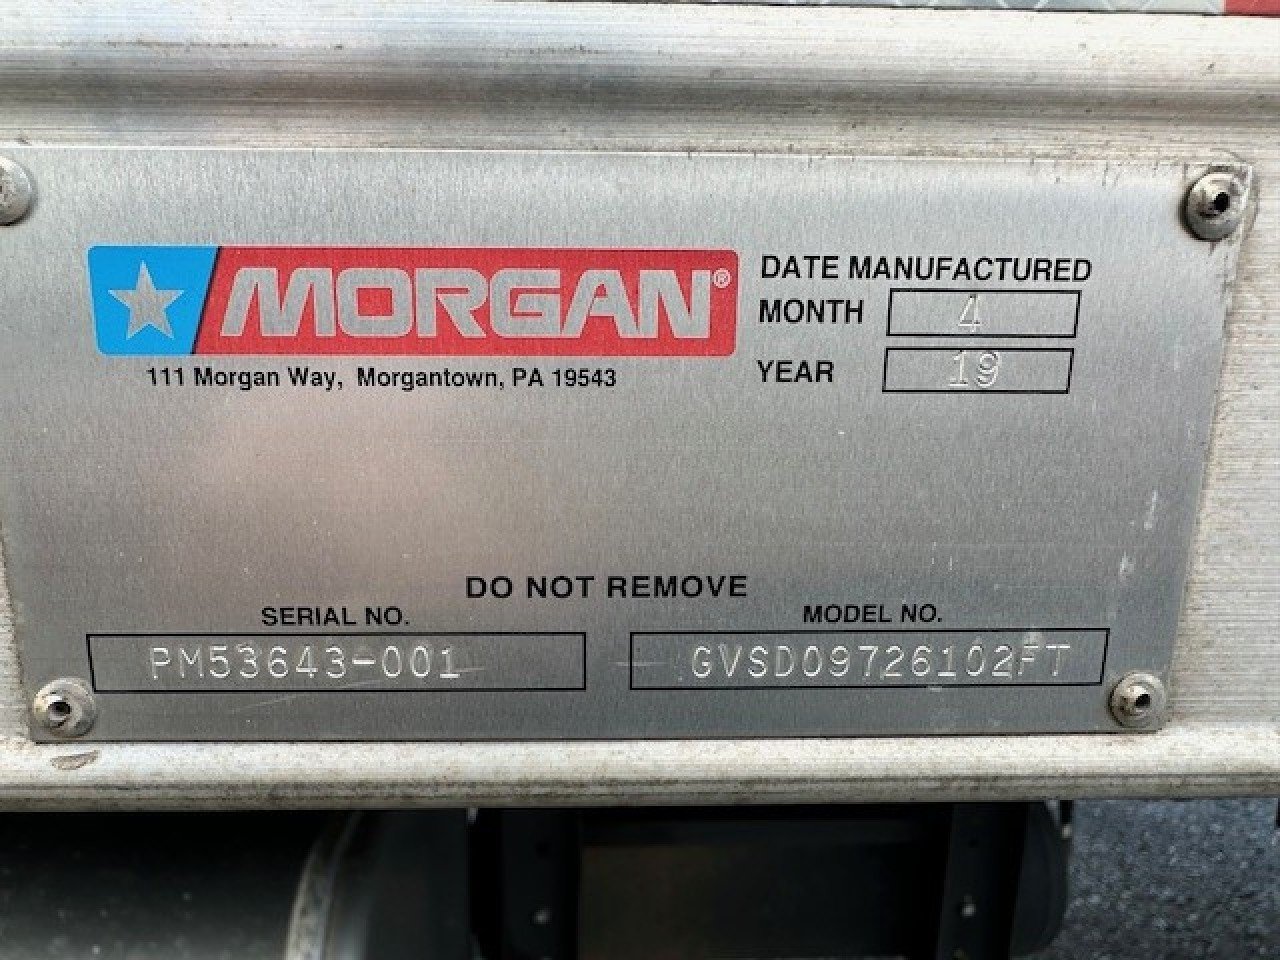 MORGAN®
111 Morgan Way, Morgantown, PA 19543
DATE MANUFACTURED
MONTH 4
YEAR 19
DO NOT REMOVE
SERIAL NO.
PM53643-001
MODEL NO.
GVSD09726102FT